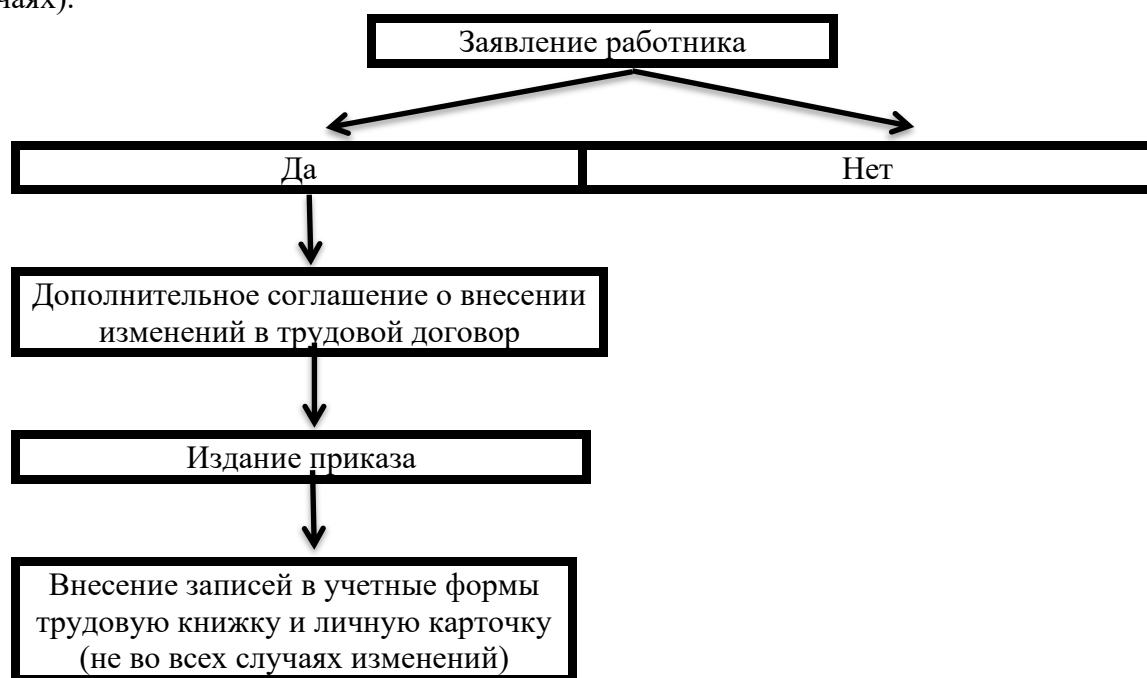 чаях).
Заявление работника
Да
Нет
Дополнительное соглашение о внесении
изменений в трудовой договор
Издание приказа
Внесение записей в учетные формы
трудовую книжку и личную карточку
(не во всех случаях изменений)